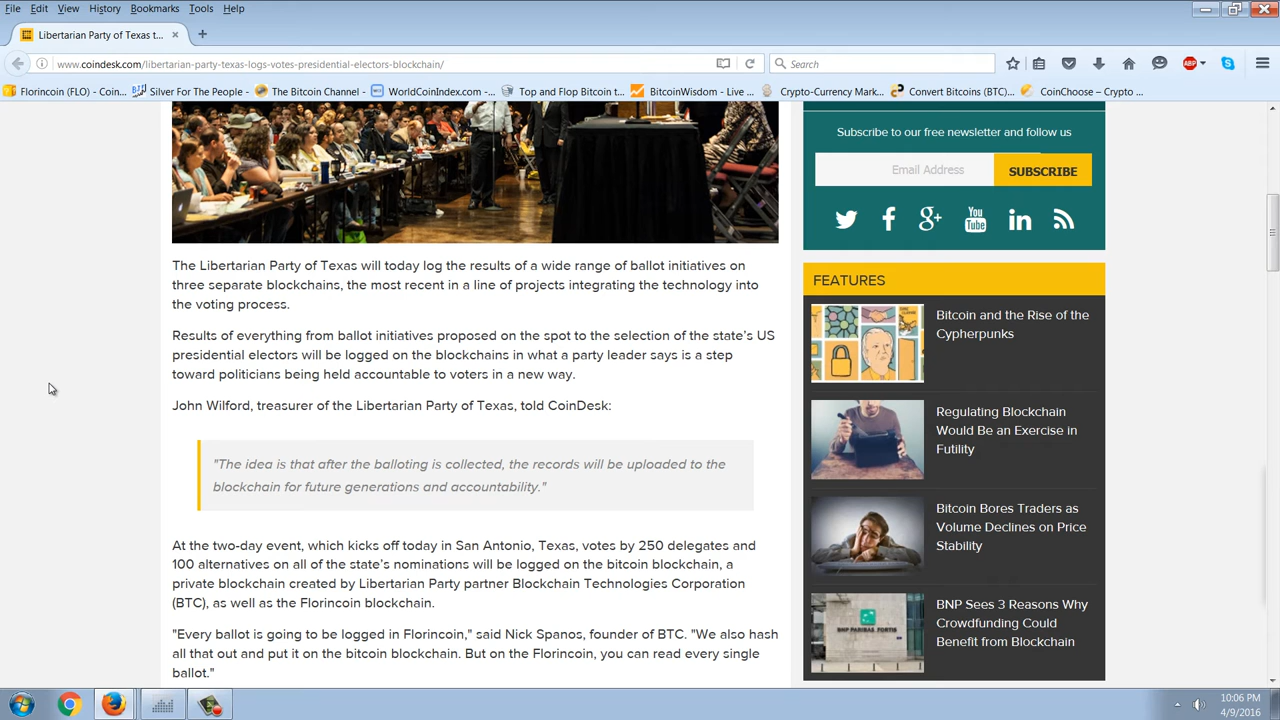 File Edit View History Bookmarks Tools Help
Libertarian Party of Texas t...
www.coindesk.com/libertarian-party-texas-logs-votes-presidential-electors-blockchain/
Search
ABP
Florincoin (FLO) - Coin...
Silver For The People - ...
The Bitcoin Channel - ...
WorldCoinIndex.com -...
Top and Flop Bitcoin t...
BitcoinWisdom - Live ...
Crypto-Currency Mark...
Convert Bitcoins (BTC)...
CoinChoose – Crypto ...
The Libertarian Party of Texas will today log the results of a wide range of ballot initiatives on
three separate blockchains, the most recent in a line of projects integrating the technology into
the voting process.
Results of everything from ballot initiatives proposed on the spot to the selection of the state's US
presidential electors will be logged on the blockchains in what a party leader says is a step
toward politicians being held accountable to voters in a new way.
John Wilford, treasurer of the Libertarian Party of Texas, told CoinDesk:
"The idea is that after the balloting is collected, the records will be uploaded to the
blockchain for future generations and accountability."
At the two-day event, which kicks off today in San Antonio, Texas, votes by 250 delegates and
100 alternatives on all of the state's nominations will be logged on the bitcoin blockchain, a
private blockchain created by Libertarian Party partner Blockchain Technologies Corporation
(BTC), as well as the Florincoin blockchain.
"Every ballot is going to be logged in Florincoin," said Nick Spanos, founder of BTC. "We also hash
all that out and put it on the bitcoin blockchain. But on the Florincoin, you can read every single
ballot."
Subscribe to our free newsletter and follow us
Email Address
SUBSCRIBE
You
Tube
FEATURES
Bitcoin and the Rise of the
Cypherpunks
Regulating Blockchain
Would Be an Exercise in
Futility
Bitcoin Bores Traders as
Volume Declines on Price
Stability
BNP Sees 3 Reasons Why
Crowdfunding Could
Benefit from Blockchain
BNP PARIBAS FORTIS
10:06 PM
4/9/2016